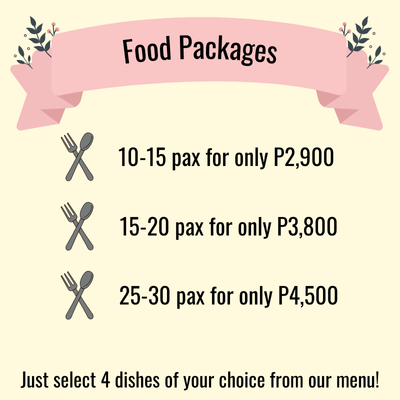 Food Packages
10-15 pax for only P2,900
15-20 pax for only P3,800
25-30 pax for only P4,500
Just select 4 dishes of your choice from our menu!